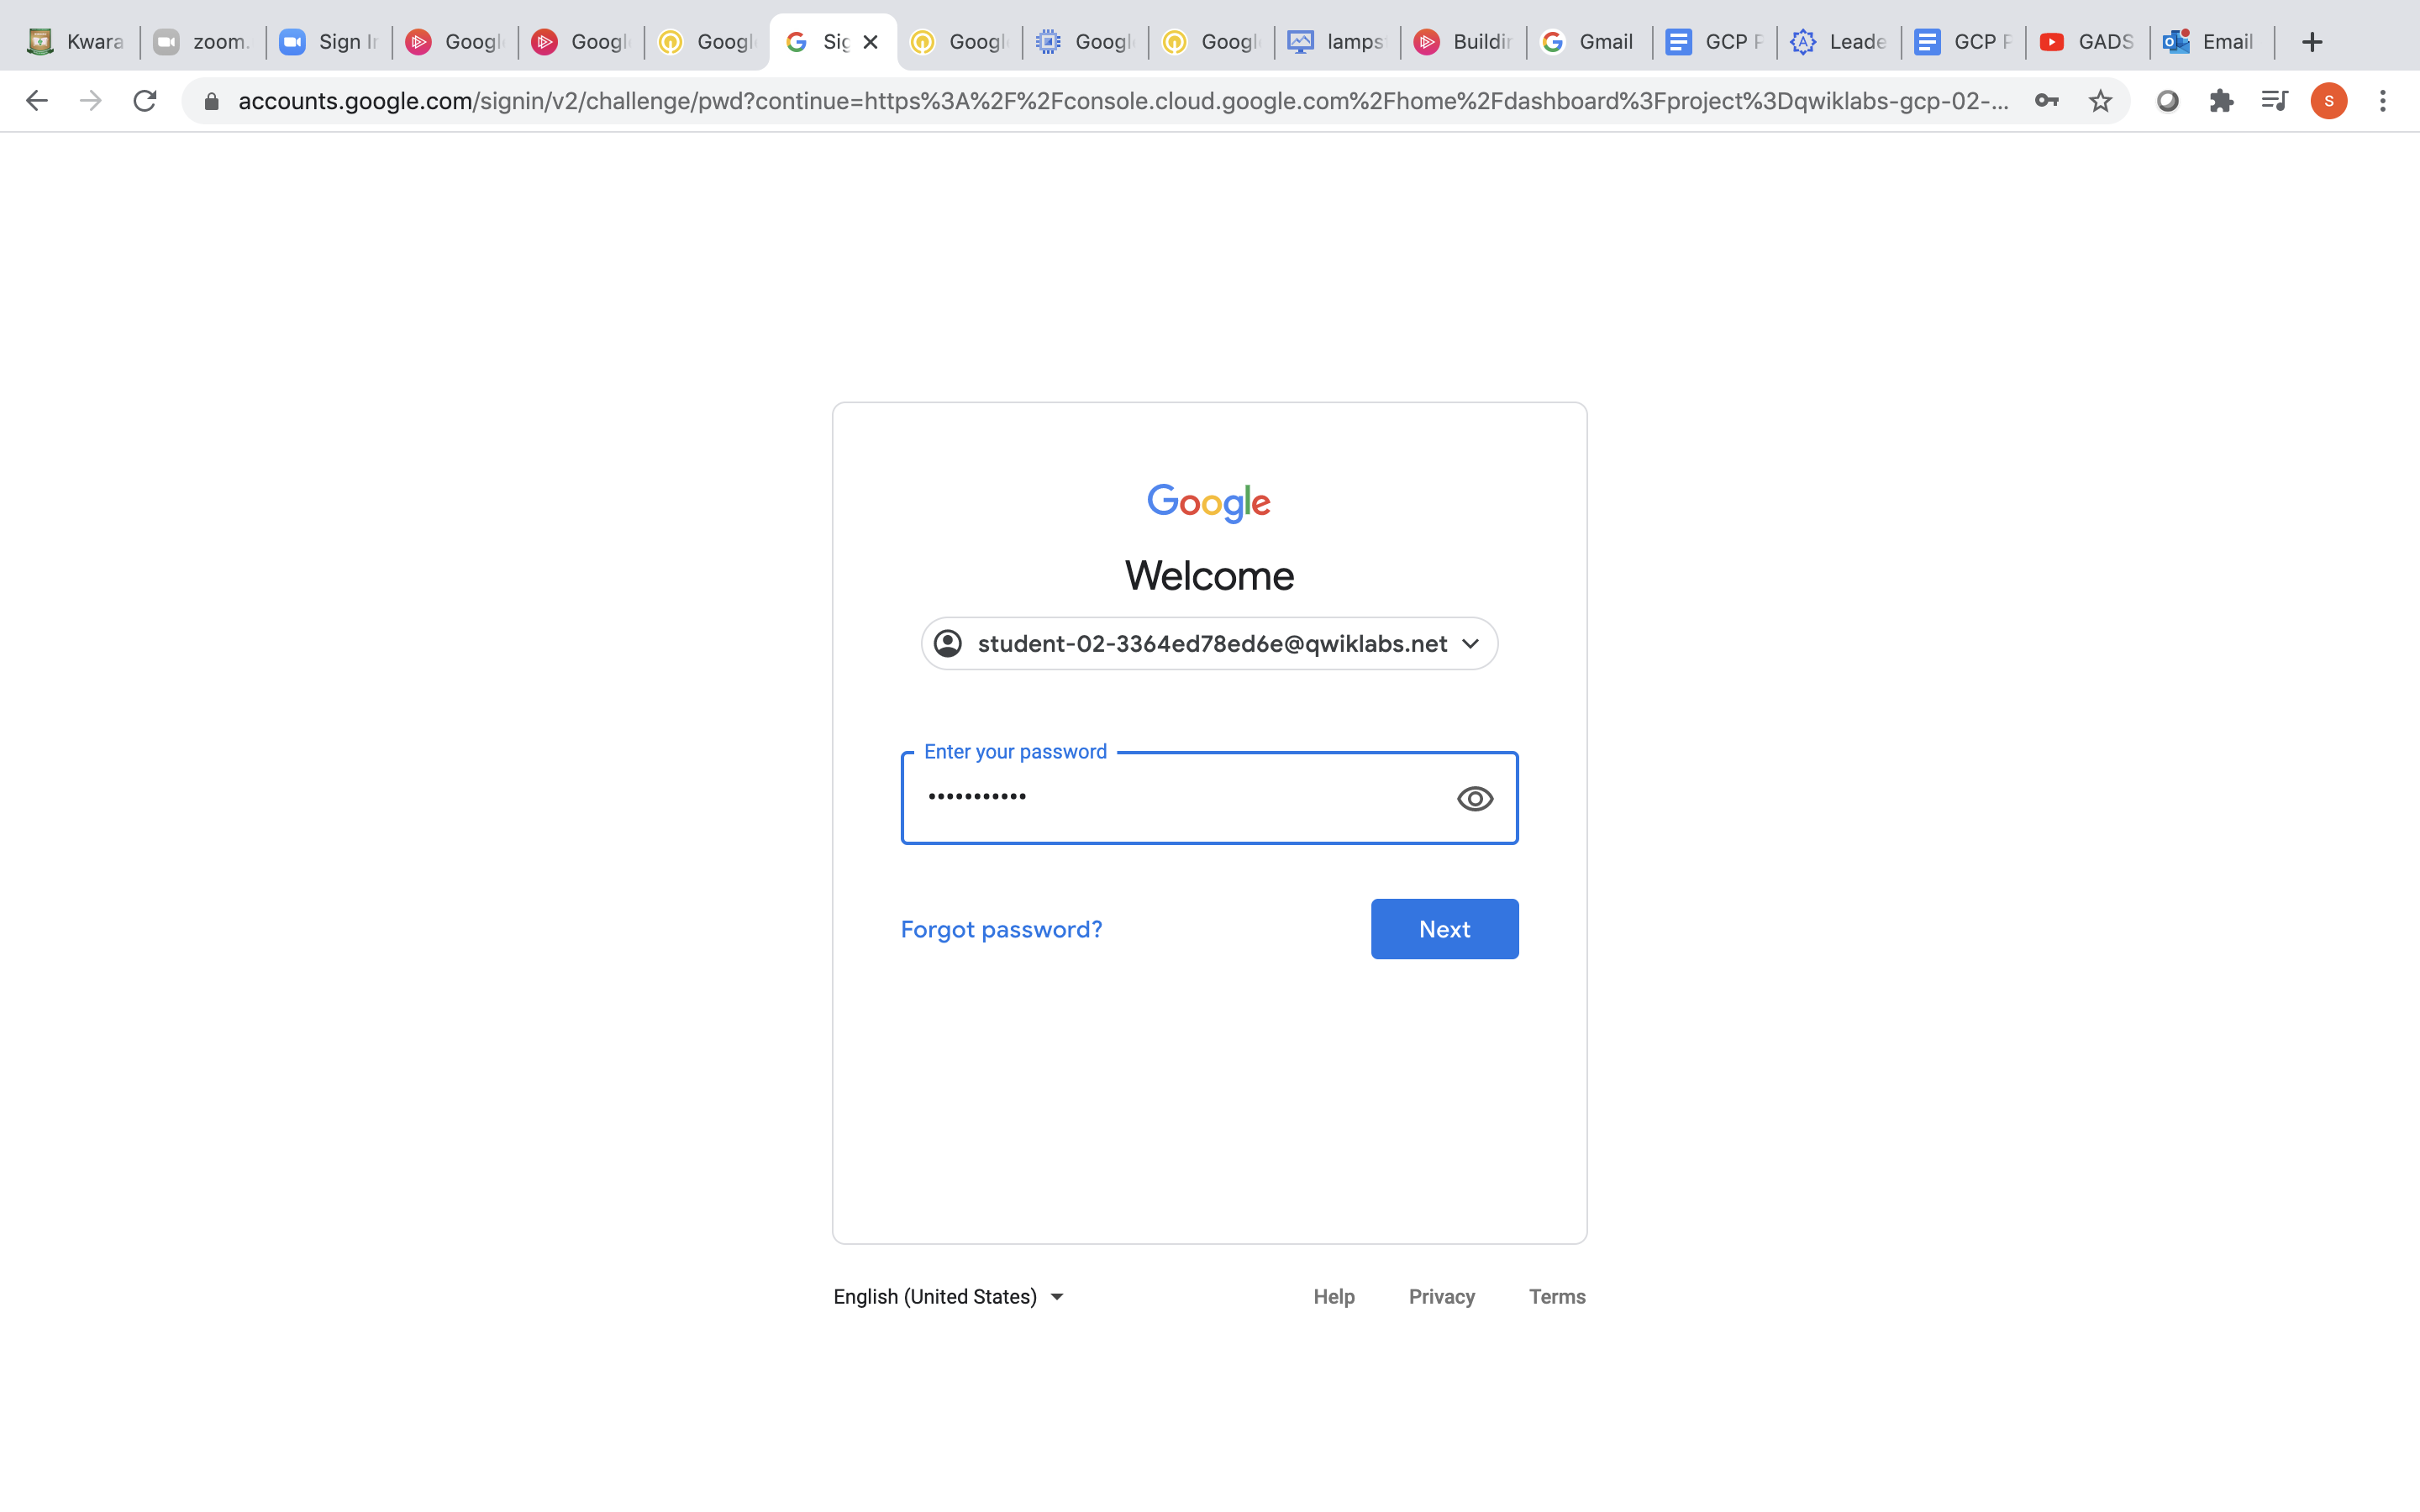 Kwara zoom. Sign In Googl Googl Googl Sig Googl Googl Googl lamps Buildin Gmail GCP P Leade GCP P GADS Email
accounts.google.com/signin/v2/challenge/pwd?continue=https%3A%2F%2Fconsole.cloud.google.com%2Fhome%2Fdashboard%3Fproject%3Dqwiklabs-gcp-02-... S
Google
Welcome
student-02-3364ed78ed6e@qwiklabs.net
Enter your password
•••••••••••
Forgot password? Next
English (United States) Help Privacy Terms